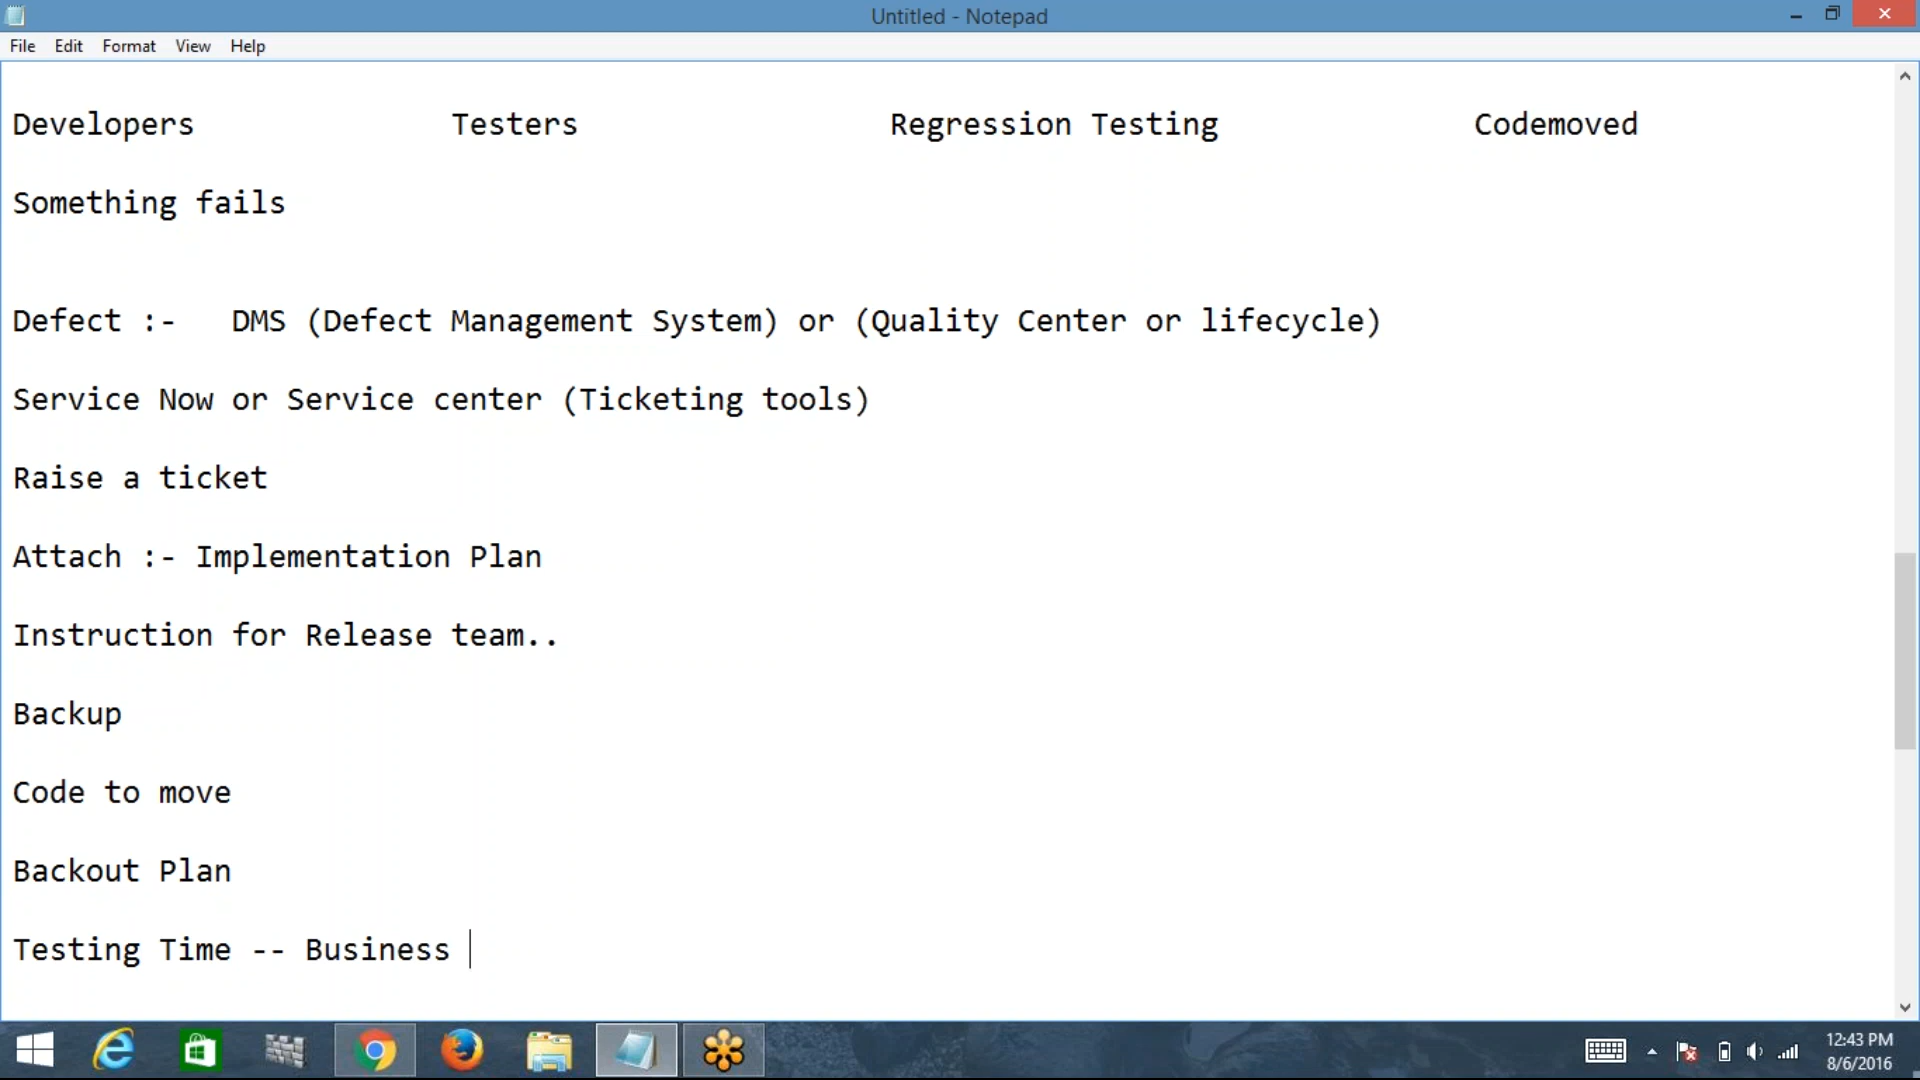 Untitled - Notepad
File Edit Format View Help
Developers Testers Regression Testing Codemoved
Something fails
Defect :- DMS (Defect Management System) or (Quality Center or lifecycle)
Service Now or Service center (Ticketing tools)
Raise a ticket
Attach :- Implementation Plan
Instruction for Release team..
Backup
Code to move
Backout Plan
Testing Time -- Business
12:43 PM
8/6/2016